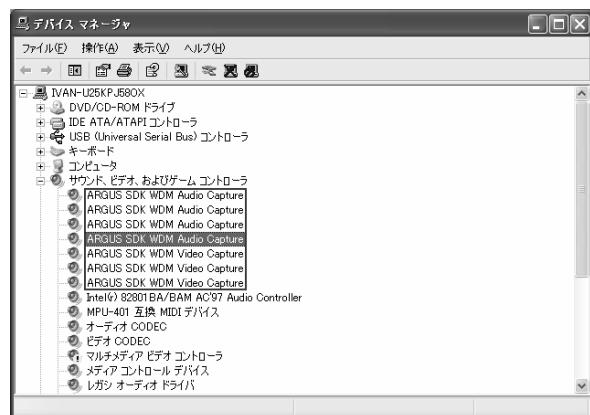 デバイス マネージャ
ファイル(F) 操作(A) 表示(V) ヘルプ(H)
IVAN-U25KPJ58OX
DVD/CD-ROM ドライブ
IDE ATA/ATAPI コントローラ
USB (Universal Serial Bus) コントローラ
キーボード
コンピュータ
サウンド、ビデオ、およびゲーム コントローラ
ARGUS SDK WDM Audio Capture
ARGUS SDK WDM Audio Capture
ARGUS SDK WDM Audio Capture
ARGUS SDK WDM Audio Capture
ARGUS SDK WDM Video Capture
ARGUS SDK WDM Video Capture
ARGUS SDK WDM Video Capture
Intel(r) 82801BA/BAM AC'97 Audio Controller
MPU-401 互換 MIDI デバイス
オーディオ CODEC
ビデオ CODEC
マルチメディア ビデオ コントローラ
メディア コントロール デバイス
レガシ オーディオ ドライバ